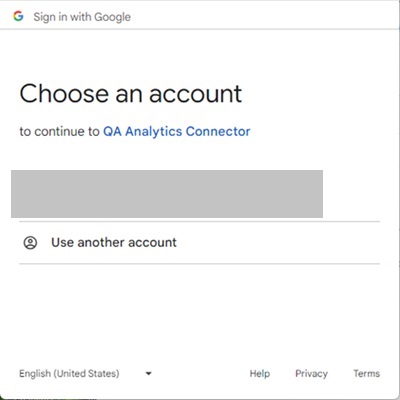 Sign in with Google
Choose an account
to continue to QA Analytics Connector
Use another account
English (United States)
Help Privacy Terms